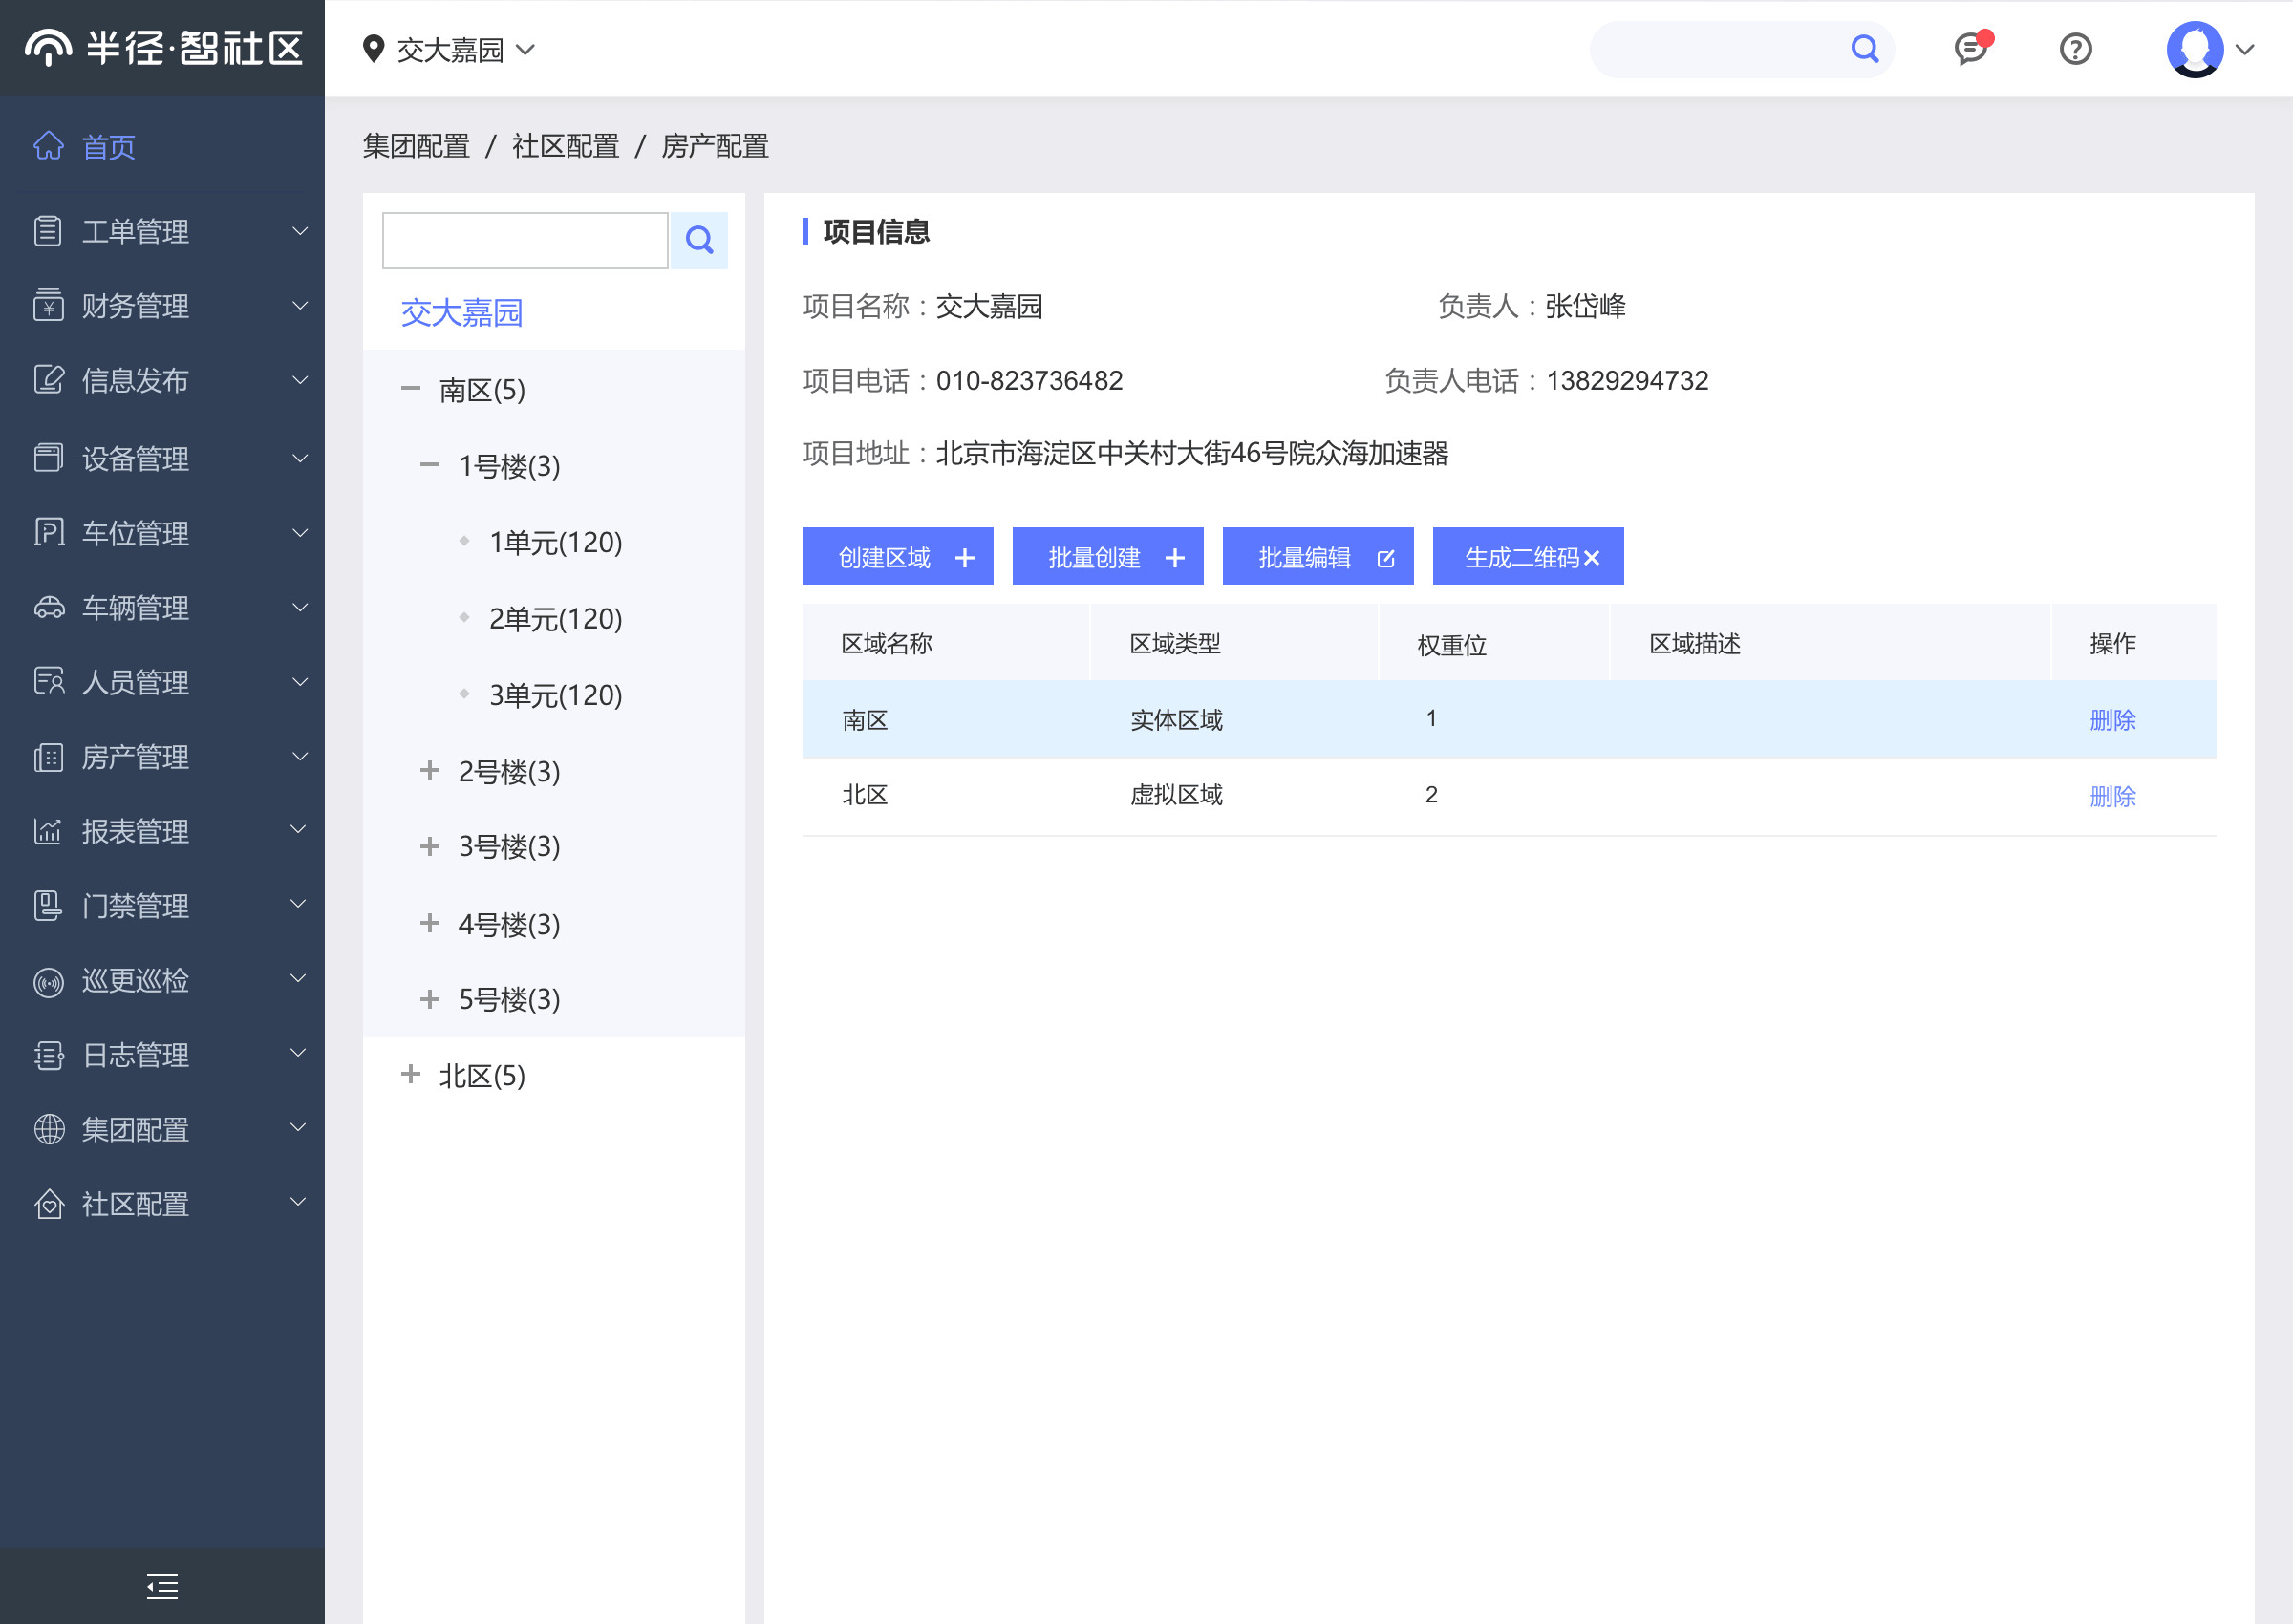 半径·智社区
交大嘉园
首页
工单管理
财务管理
信息发布
设备管理
车位管理
车辆管理
人员管理
房产管理
报表管理
门禁管理
巡更巡检
日志管理
集团配置
社区配置
集团配置 / 社区配置 / 房产配置
交大嘉园
南区(5)
1号楼(3)
1单元(120)
2单元(120)
3单元(120)
2号楼(3)
3号楼(3)
4号楼(3)
5号楼(3)
北区(5)
项目信息
项目名称：交大嘉园 负责人：张岱峰
项目电话：010-823736482 负责人电话：13829294732
项目地址：北京市海淀区中关村大街46号院众海加速器
创建区域 批量创建 批量编辑 生成二维码
区域名称 区域类型 权重位 区域描述 操作
南区 实体区域 1 删除
北区 虚拟区域 2 删除